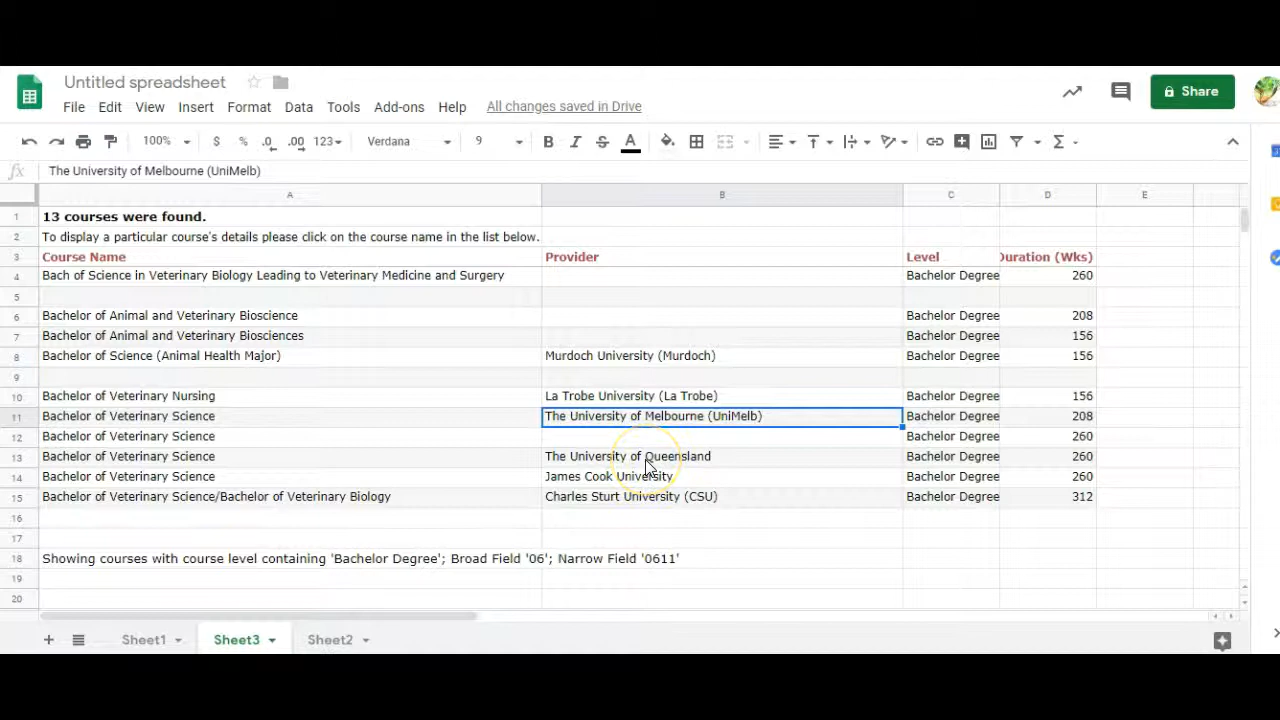 Untitled spreadsheet
File Edit View Insert Format Data Tools Add-ons Help All changes saved in Drive
Share
100% $ % .0 .00 123 Verdana 9 B I S A
fx The University of Melbourne (UniMelb)
A B C D E
1 13 courses were found.
2 To display a particular course's details please click on the course name in the list below.
3 Course Name Provider Level Duration (Wks)
4 Bach of Science in Veterinary Biology Leading to Veterinary Medicine and Surgery Bachelor Degree 260
5
6 Bachelor of Animal and Veterinary Bioscience Bachelor Degree 208
7 Bachelor of Animal and Veterinary Biosciences Bachelor Degree 156
8 Bachelor of Science (Animal Health Major) Murdoch University (Murdoch) Bachelor Degree 156
9
10 Bachelor of Veterinary Nursing La Trobe University (La Trobe) Bachelor Degree 156
11 Bachelor of Veterinary Science The University of Melbourne (UniMelb) Bachelor Degree 208
12 Bachelor of Veterinary Science Bachelor Degree 260
13 Bachelor of Veterinary Science The University of Queensland Bachelor Degree 260
14 Bachelor of Veterinary Science James Cook University Bachelor Degree 260
15 Bachelor of Veterinary Science/Bachelor of Veterinary Biology Charles Sturt University (CSU) Bachelor Degree 312
16
17
18 Showing courses with course level containing 'Bachelor Degree'; Broad Field '06'; Narrow Field '0611'
19
20
Sheet1 Sheet3 Sheet2